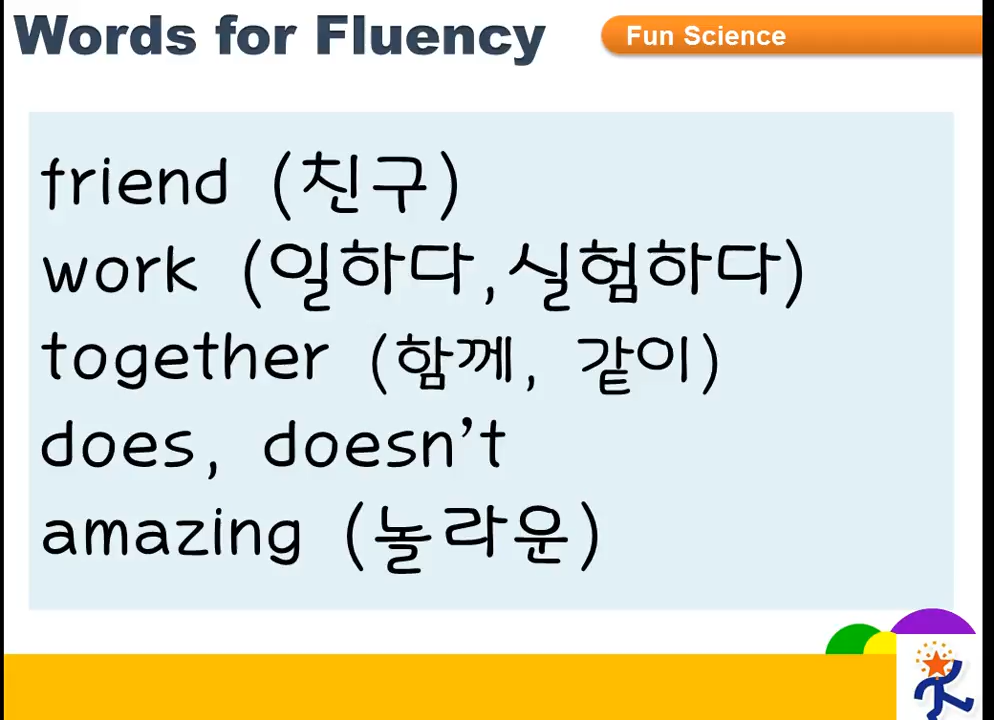 Words for Fluency
Fun Science
friend (친구)
work (일하다,실험하다)
together (함께, 같이)
does, doesn't
amazing (놀라운)